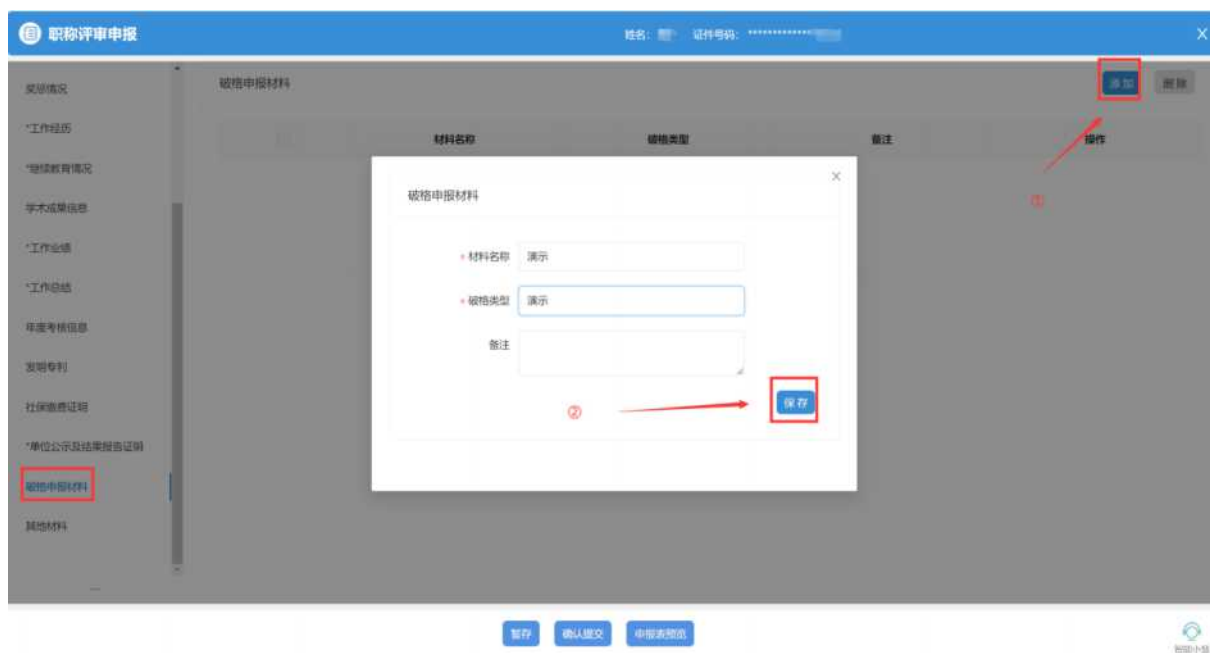 职称评审申报
姓名: 证件号码: **************
奖惩情况
*工作经历
*继续教育情况
学术成果信息
*工作业绩
*工作总结
年度考核信息
发明专利
社保缴费证明
*单位公示及结果报告证明
破格申报材料
其他材料
...
破格申报材料
添加 删除
材料名称 破格类型 备注 操作
①
破格申报材料
* 材料名称 演示
* 破格类型 演示
备注
②
保存
暂存 确认提交 申报表预览